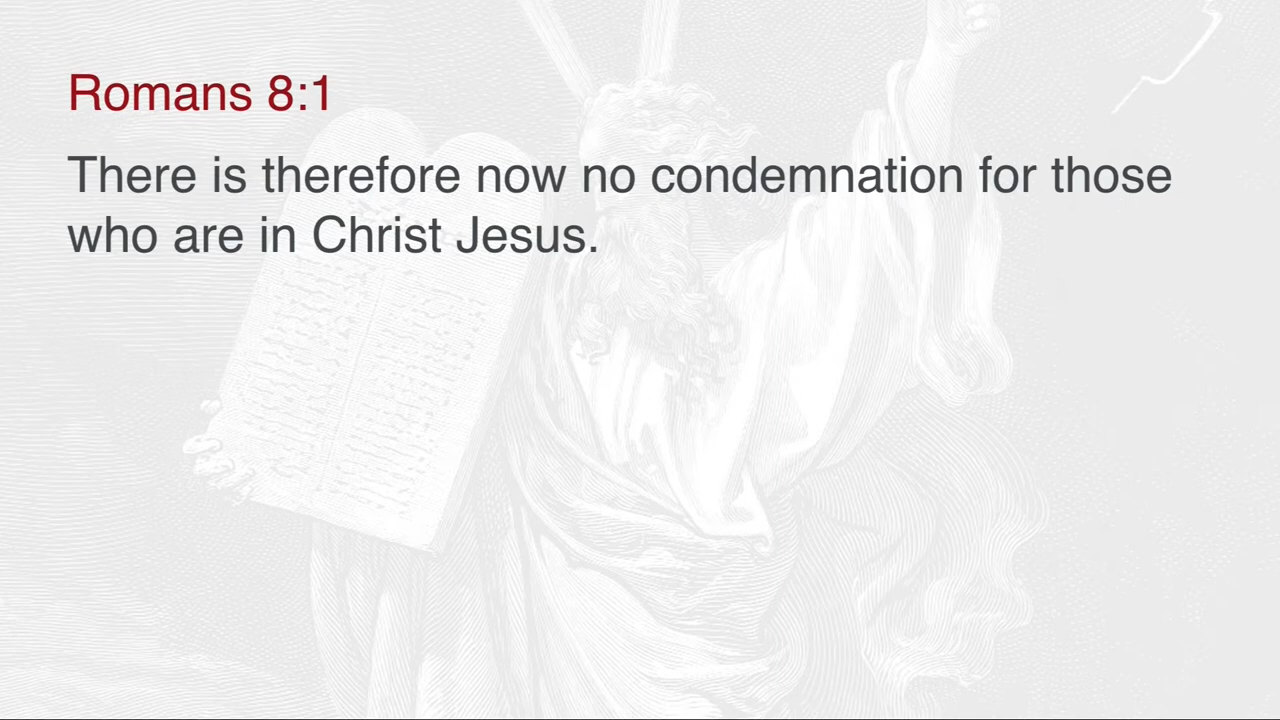 Romans 8:1
There is therefore now no condemnation for those
who are in Christ Jesus.